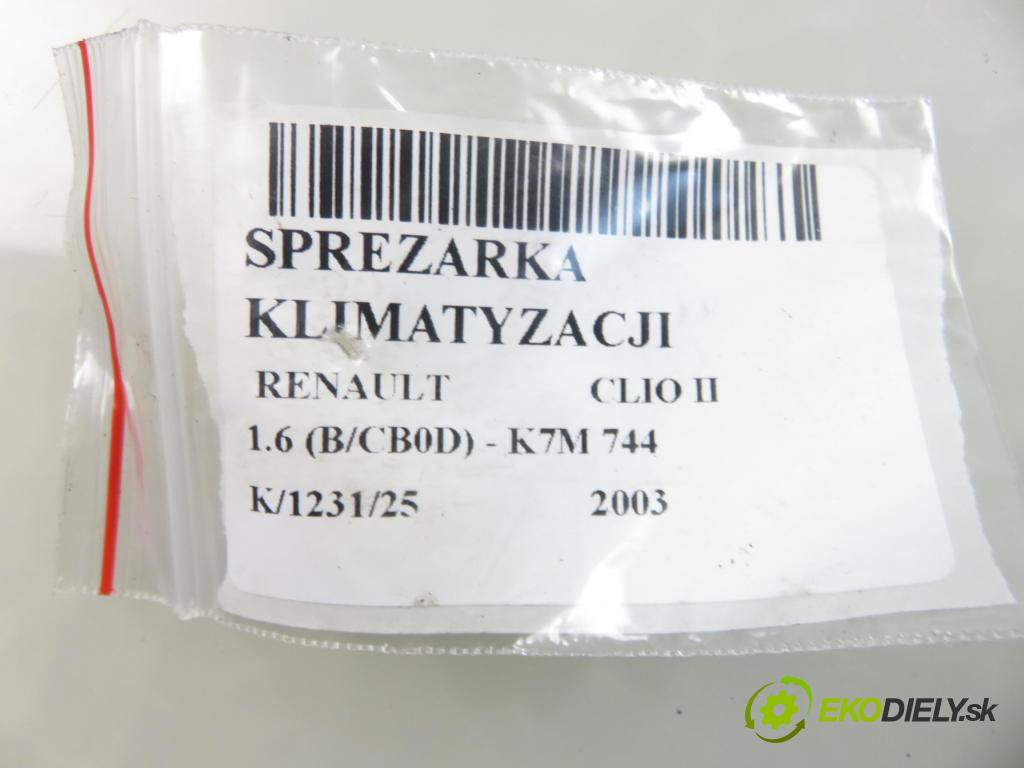 SPREZARKA
KLIMATYZACJI
RENAULT CLIO II
1.6 (B/CB0D) - K7M 744
K/1231/25 2003
EKODIELY.sk